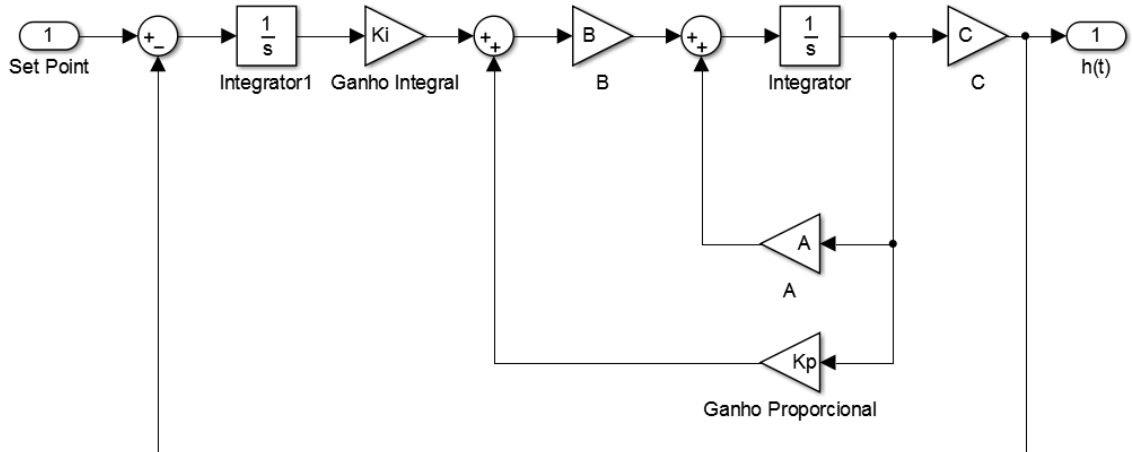 1
Set Point
+
−
1
s
Integrator1
Ki
Ganho Integral
+
+
B
B
+
+
1
s
Integrator
C
C
1
h(t)
A
A
Kp
Ganho Proporcional